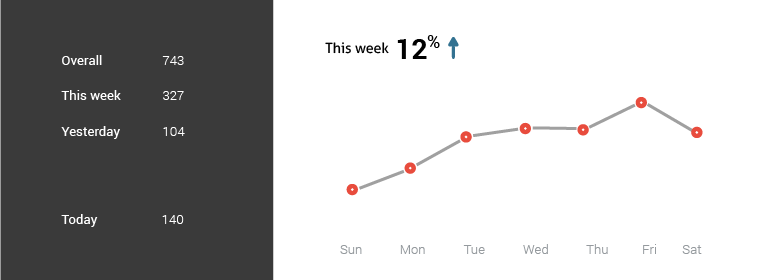 Overall 743
This week 327
Yesterday 104
Today 140
This week 12%
Sun Mon Tue Wed Thu Fri Sat